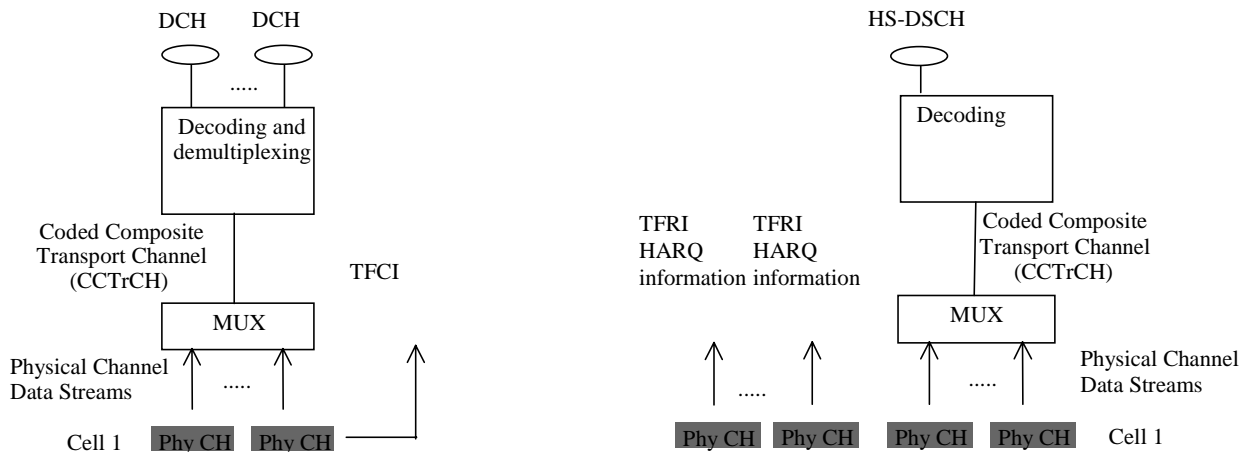 DCH
DCH
.....
Decoding and
demultiplexing
Coded Composite
Transport Channel
(CCTrCH)
TFCI
MUX
Physical Channel
Data Streams
.....
Cell 1
Phy CH
Phy CH
HS-DSCH
Decoding
TFRI
HARQ
information
TFRI
HARQ
information
Coded Composite
Transport Channel
(CCTrCH)
MUX
Physical Channel
Data Streams
.....
.....
Phy CH
Phy CH
Phy CH
Phy CH
Cell 1